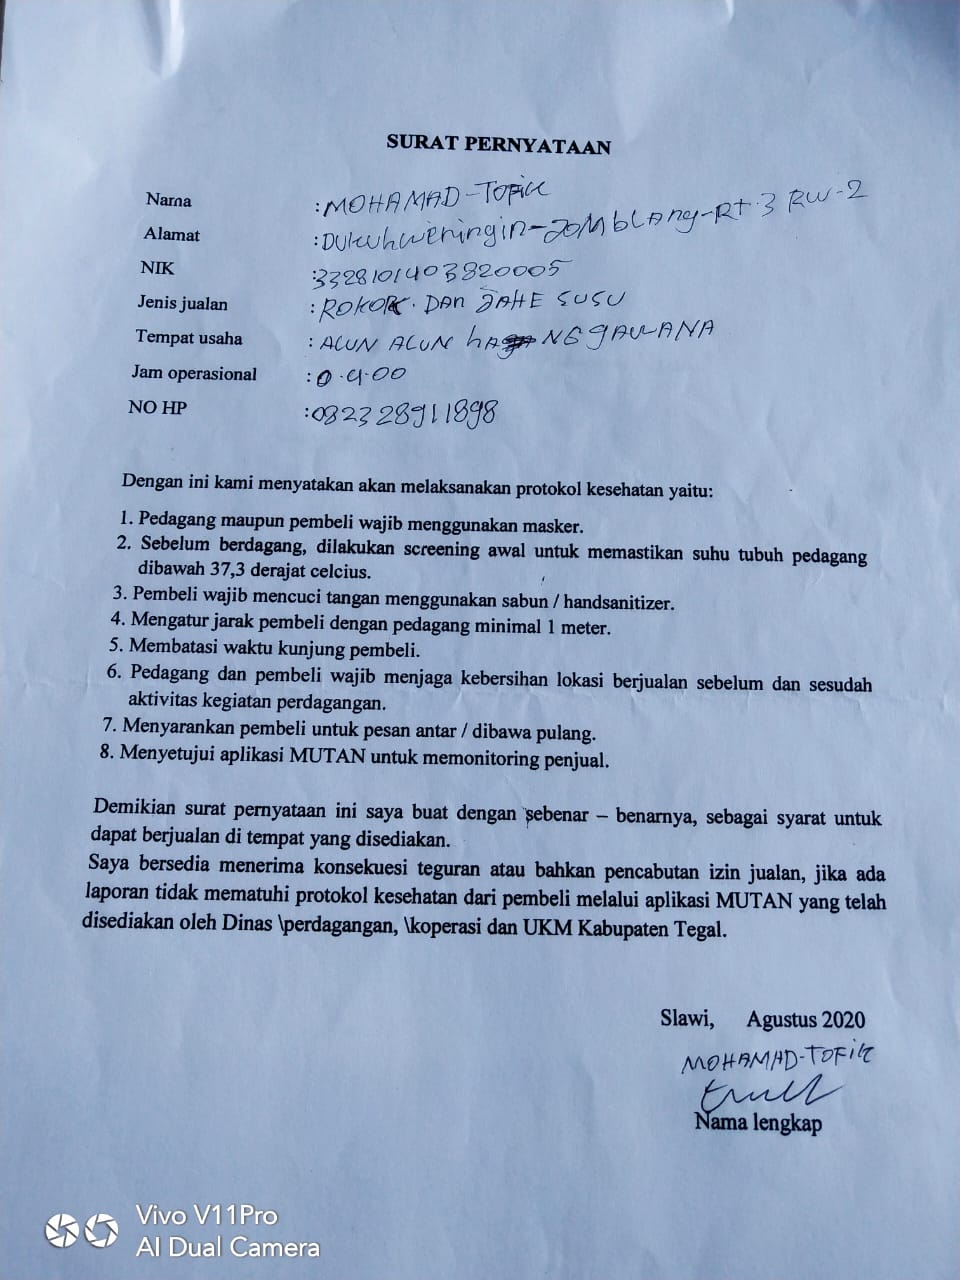 SURAT PERNYATAAN
Nama : MOHAMAD-TOFIK
Alamat : DUKUhweningin-JOMbLAng-Rt.3 RW-2
NIK : 3328101403820005
Jenis jualan : ROKOK. DAN JAHE SUSU
Tempat usaha : ALUN ALUN hANGGAWANA
Jam operasional : 0.4.00
NO HP : 082328911898
Dengan ini kami menyatakan akan melaksanakan protokol kesehatan yaitu:
1. Pedagang maupun pembeli wajib menggunakan masker.
2. Sebelum berdagang, dilakukan screening awal untuk memastikan suhu tubuh pedagang
dibawah 37,3 derajat celcius.
3. Pembeli wajib mencuci tangan menggunakan sabun / handsanitizer.
4. Mengatur jarak pembeli dengan pedagang minimal 1 meter.
5. Membatasi waktu kunjung pembeli.
6. Pedagang dan pembeli wajib menjaga kebersihan lokasi berjualan sebelum dan sesudah
aktivitas kegiatan perdagangan.
7. Menyarankan pembeli untuk pesan antar / dibawa pulang.
8. Menyetujui aplikasi MUTAN untuk memonitoring penjual.
Demikian surat pernyataan ini saya buat dengan sebenar – benarnya, sebagai syarat untuk
dapat berjualan di tempat yang disediakan.
Saya bersedia menerima konsekuesi teguran atau bahkan pencabutan izin jualan, jika ada
laporan tidak mematuhi protokol kesehatan dari pembeli melalui aplikasi MUTAN yang telah
disediakan oleh Dinas \perdagangan, \koperasi dan UKM Kabupaten Tegal.
Slawi, Agustus 2020
MOHAMAD-TOFIK
Nama lengkap
Vivo V11Pro
AI Dual Camera